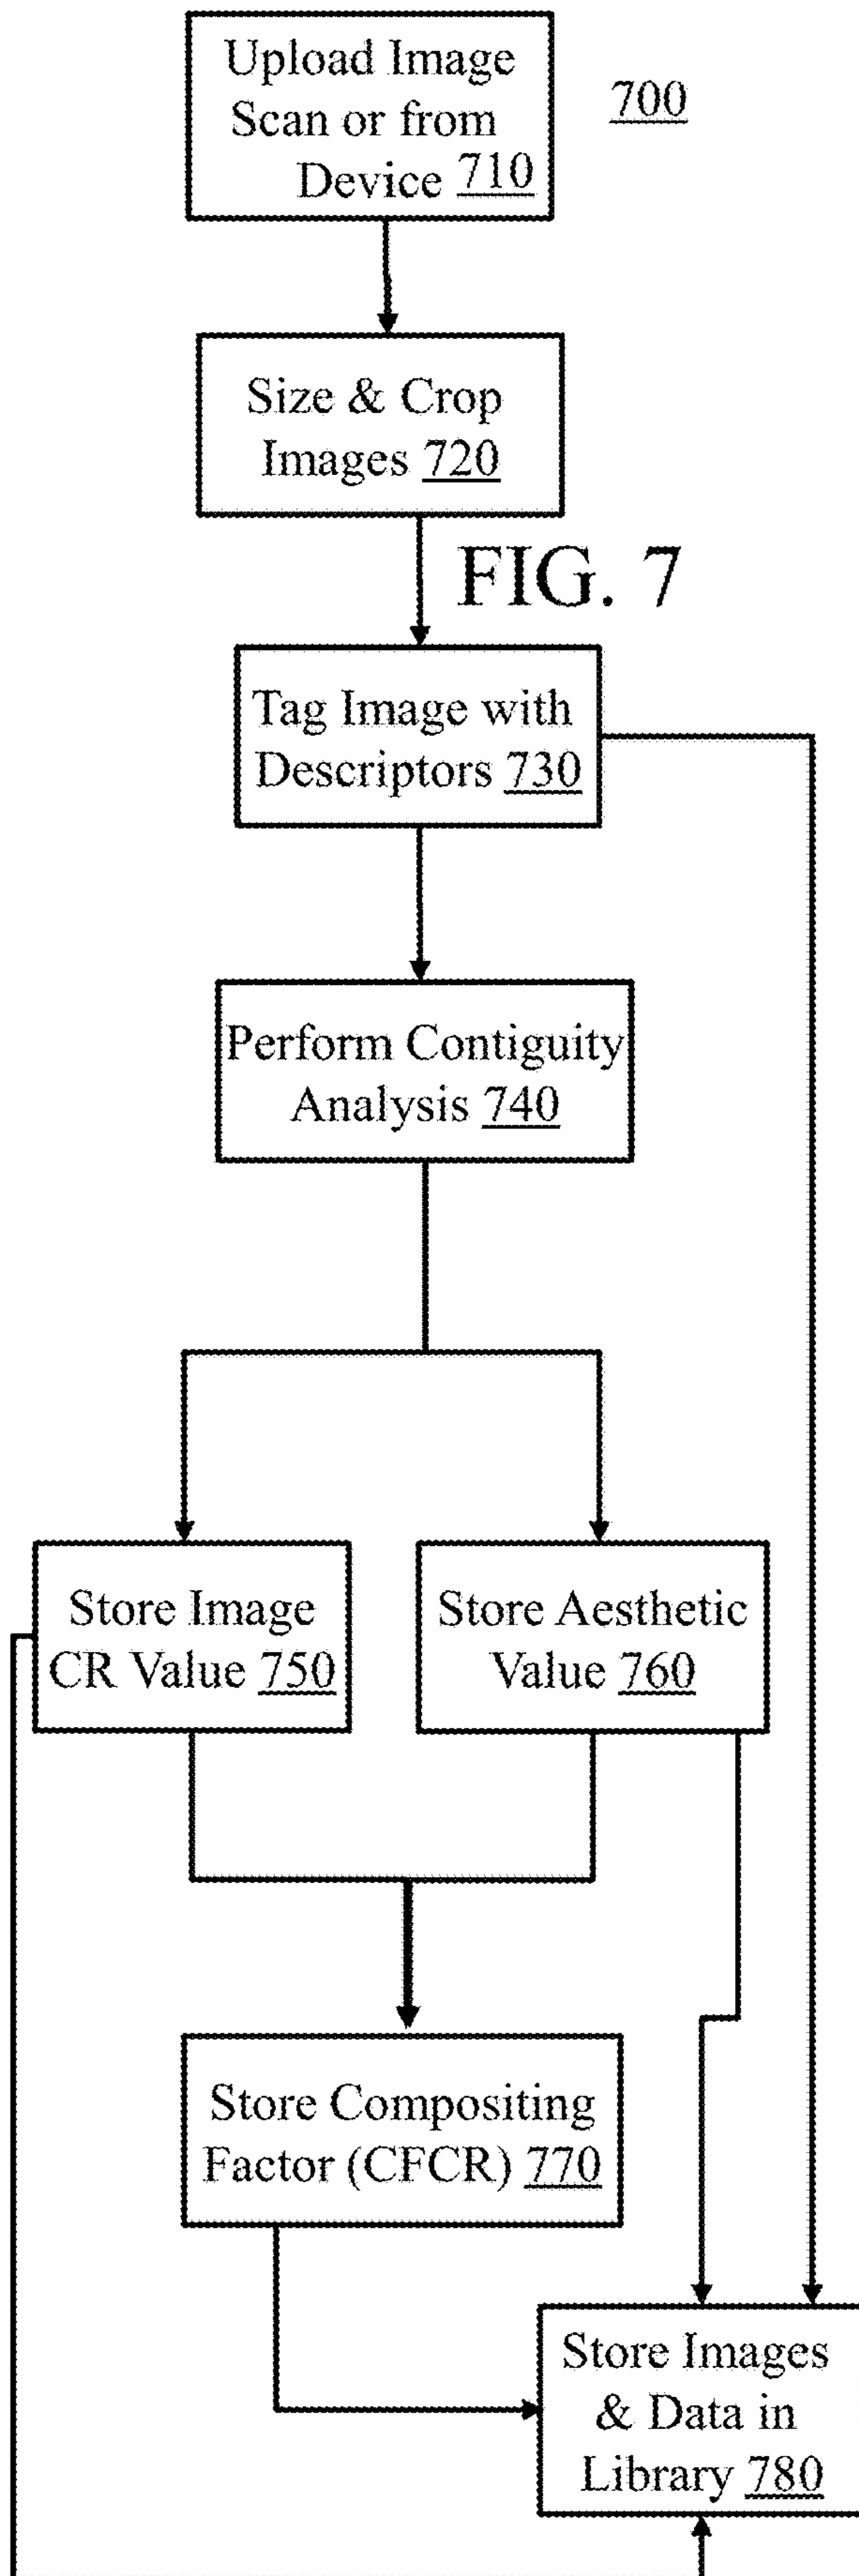 Upload Image
Scan or from
Device 710
700
Size & Crop
Images 720
FIG. 7
Tag Image with
Descriptors 730
Perform Contiguity
Analysis 740
Store Image
CR Value 750
Store Aesthetic
Value 760
Store Compositing
Factor (CFCR) 770
Store Images
& Data in
Library 780